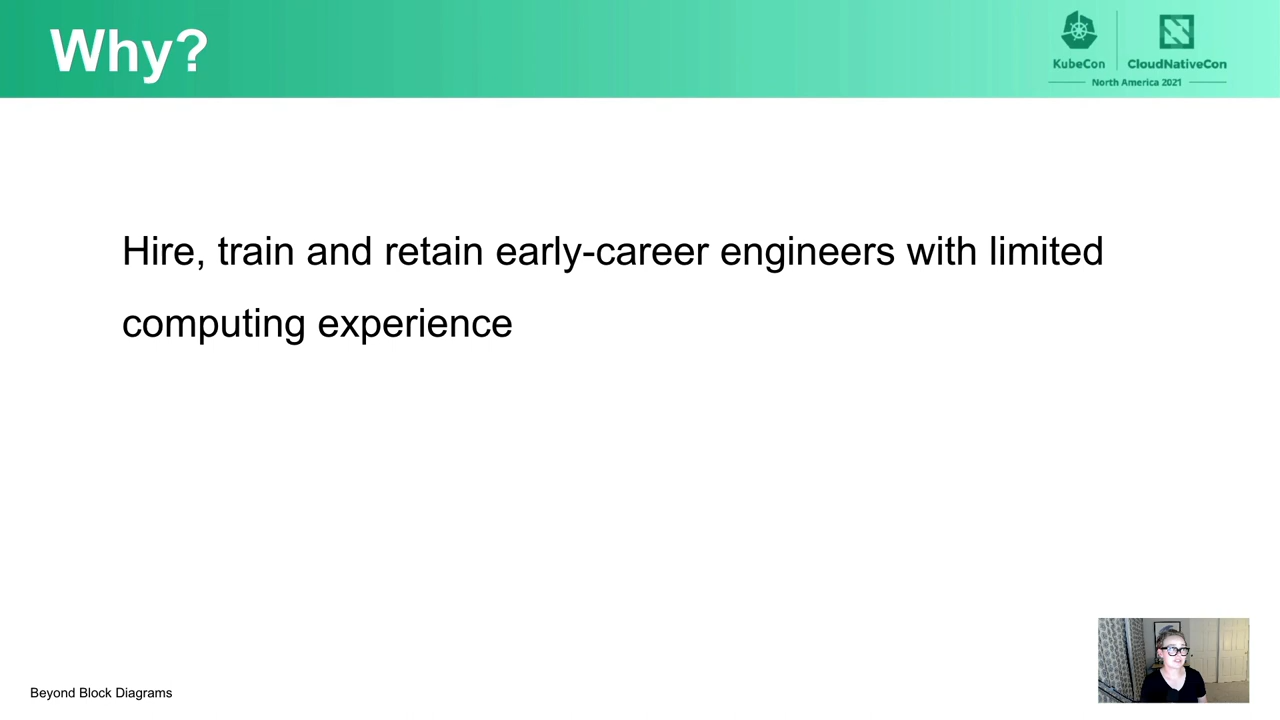 Why?
KubeCon
CloudNativeCon
North America 2021
Hire, train and retain early-career engineers with limited
computing experience
Beyond Block Diagrams